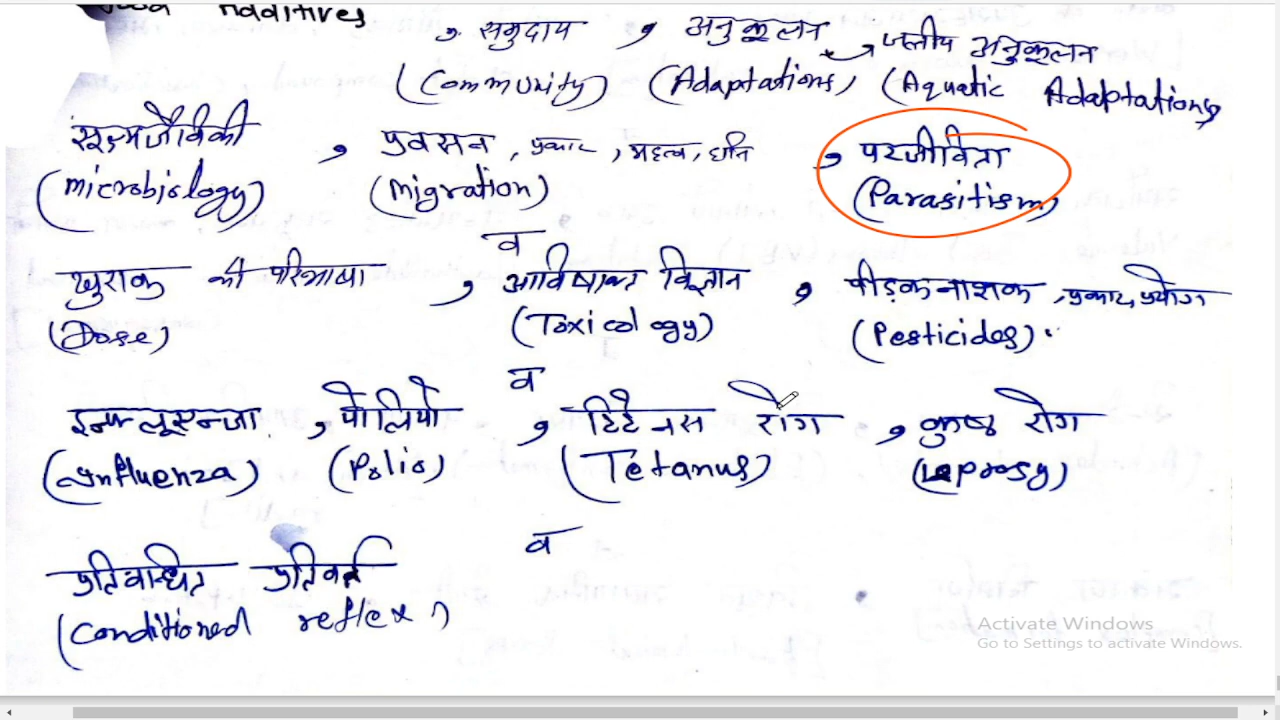 Additives
, समुदाय , अनुकूलन , जलीय अनुकूलन
(Community) (Adaptations) (Aquatic Adaptations)
सूक्ष्मजैविकी , प्रवसन , प्रकार , महत्व , हानि , परजीविता
(microbiology) (Migration) (Parasitism)
व
खुराक की परिभाषा , आविषाक्त विज्ञान , पीड़कनाशक , प्रकार, प्रयोग
(Dose) (Toxicology) (Pesticides)
व
इन्फ्लूएन्जा , पोलियो , टिटेनस रोग , कुष्ठ रोग
(Influenza) (Polio) (Tetanus) (Leprosy)
व
प्रतिबन्धित प्रतिवर्त
(Conditioned reflex)
Activate Windows
Go to Settings to activate Windows.